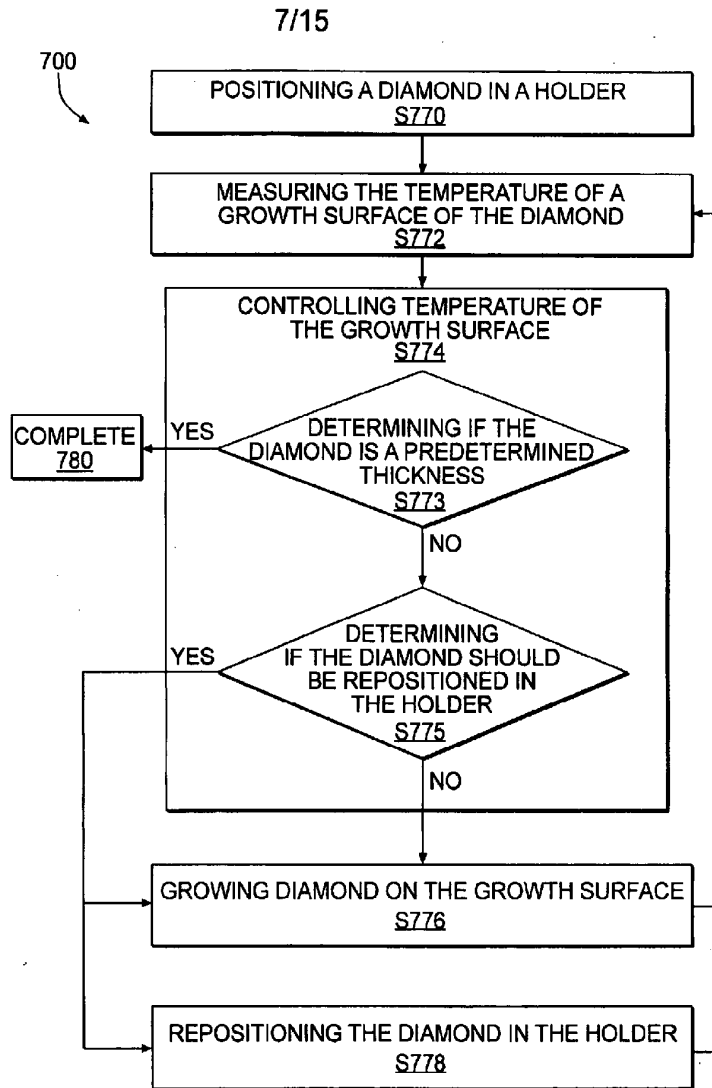 7/15
700
POSITIONING A DIAMOND IN A HOLDER
S770
MEASURING THE TEMPERATURE OF A
GROWTH SURFACE OF THE DIAMOND
S772
CONTROLLING TEMPERATURE OF
THE GROWTH SURFACE
S774
YES
COMPLETE
780
DETERMINING IF THE
DIAMOND IS A PREDETERMINED
THICKNESS
S773
NO
YES
DETERMINING
IF THE DIAMOND SHOULD
BE REPOSITIONED IN
THE HOLDER
S775
NO
GROWING DIAMOND ON THE GROWTH SURFACE
S776
REPOSITIONING THE DIAMOND IN THE HOLDER
S778